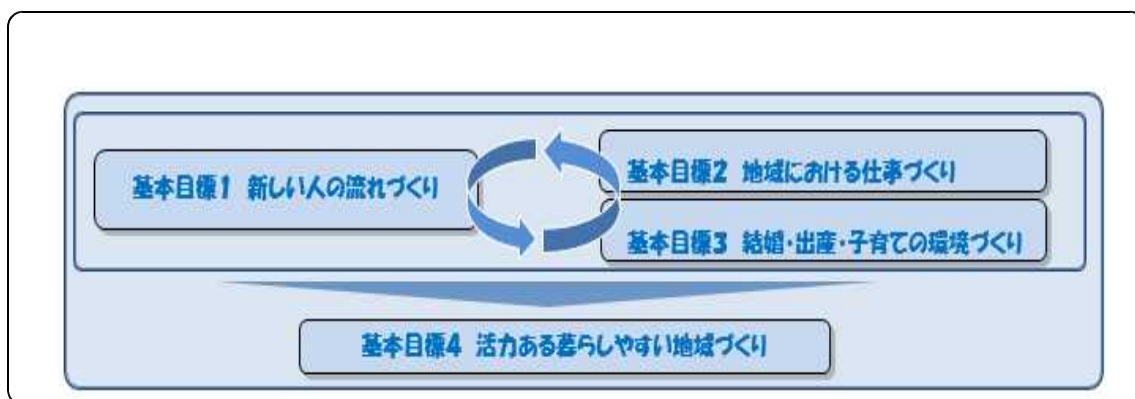 基本目標1 新しい人の流れづくり
基本目標2 地域における仕事づくり
基本目標3 結婚・出産・子育ての環境づくり
基本目標4 活力ある暮らしやすい地域づくり